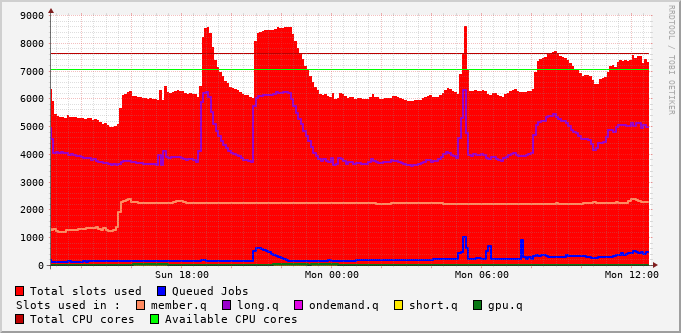 9000
8000
7000
6000
5000
4000
3000
2000
1000
0
Sun 18:00 Mon 00:00 Mon 06:00 Mon 12:00
RRDTOOL / TOBI OETIKER
Total slots used Queued Jobs
Slots used in : member.q long.q ondemand.q short.q gpu.q
Total CPU cores Available CPU cores